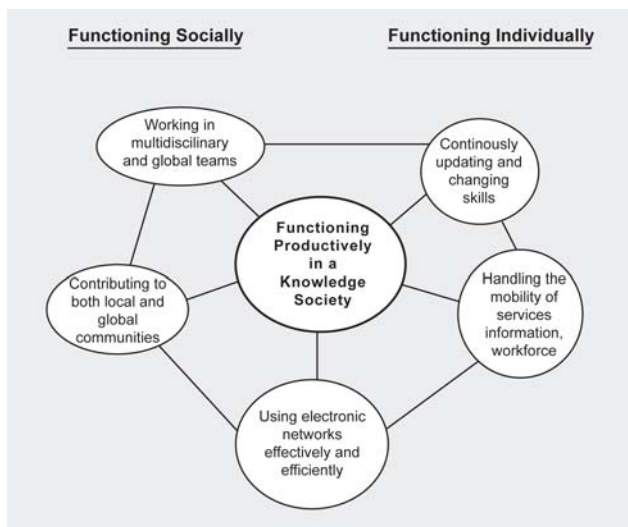 Functioning Socially
Functioning Individually
Working in
multidiscilinary
and global teams
Continously
updating and
changing
skills
Functioning
Productively
in a
Knowledge
Society
Contributing to
both local and
global
communities
Handling the
mobility of
services
information,
workforce
Using electronic
networks
effectively and
efficiently